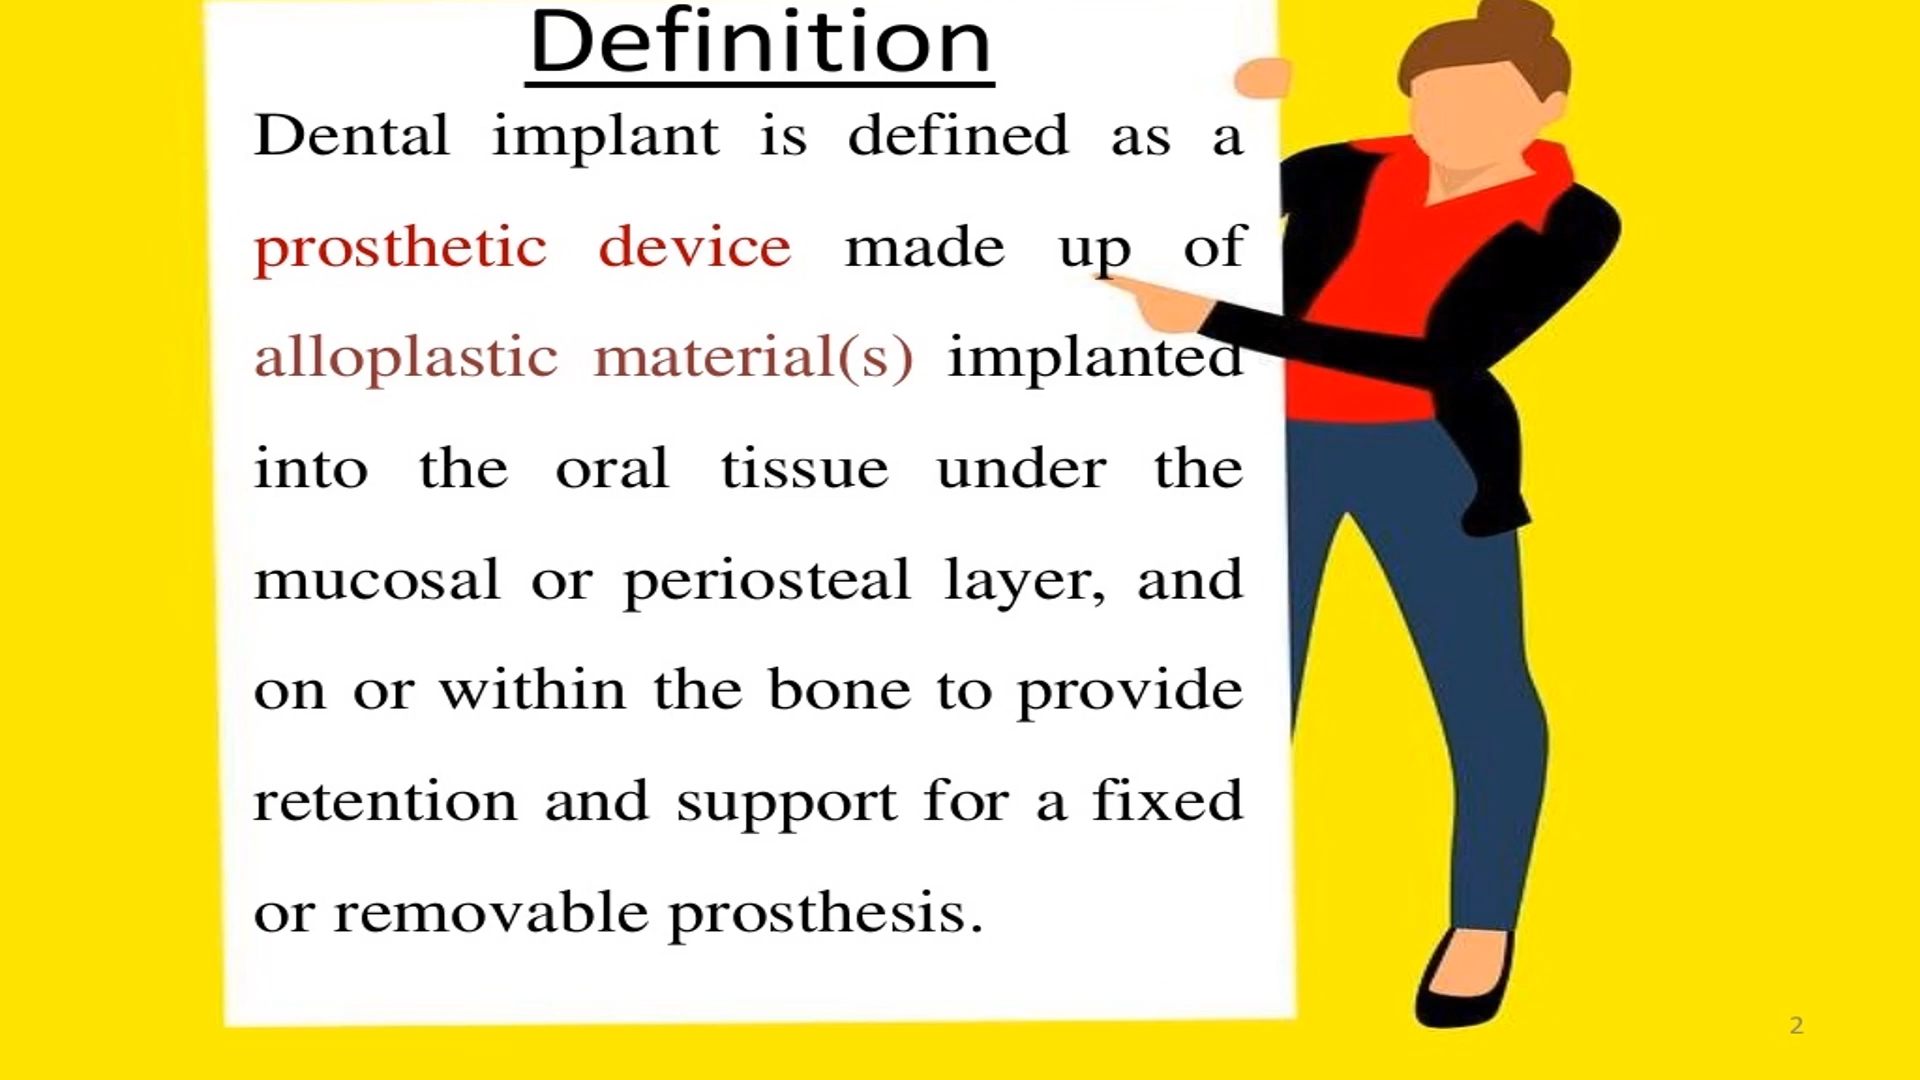 Definition
Dental implant is defined as a
prosthetic device made up of
alloplastic material(s) implanted
into the oral tissue under the
mucosal or periosteal layer, and
on or within the bone to provide
retention and support for a fixed
or removable prosthesis.
2